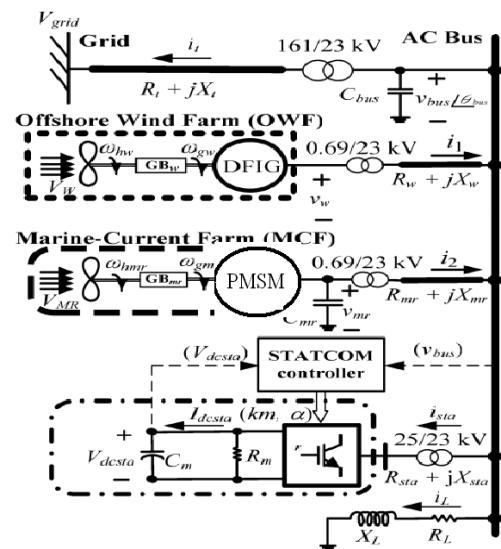 V_grid
Grid
i_t
161/23 kV
AC Bus
R_t + jX_t
C_bus
+
v_bus∠θ_bus
−
Offshore Wind Farm (OWF)
ω_hw
ω_gw
GB_w
DFIG
V_W
0.69/23 kV
i_1
+
v_w
−
R_w + jX_w
Marine-Current Farm (MCF)
ω_hmr
ω_gm
GB_mr
PMSM
V_MR
0.69/23 kV
i_2
+
v_mr
−
C_mr
R_mr + jX_mr
(V_dcsta)
STATCOM
controller
(v_bus)
I_dcsta (km, α)
i_sta
25/23 kV
+
V_dcsta
−
C_m
R_m
R_sta + jX_sta
i_L
X_L
R_L